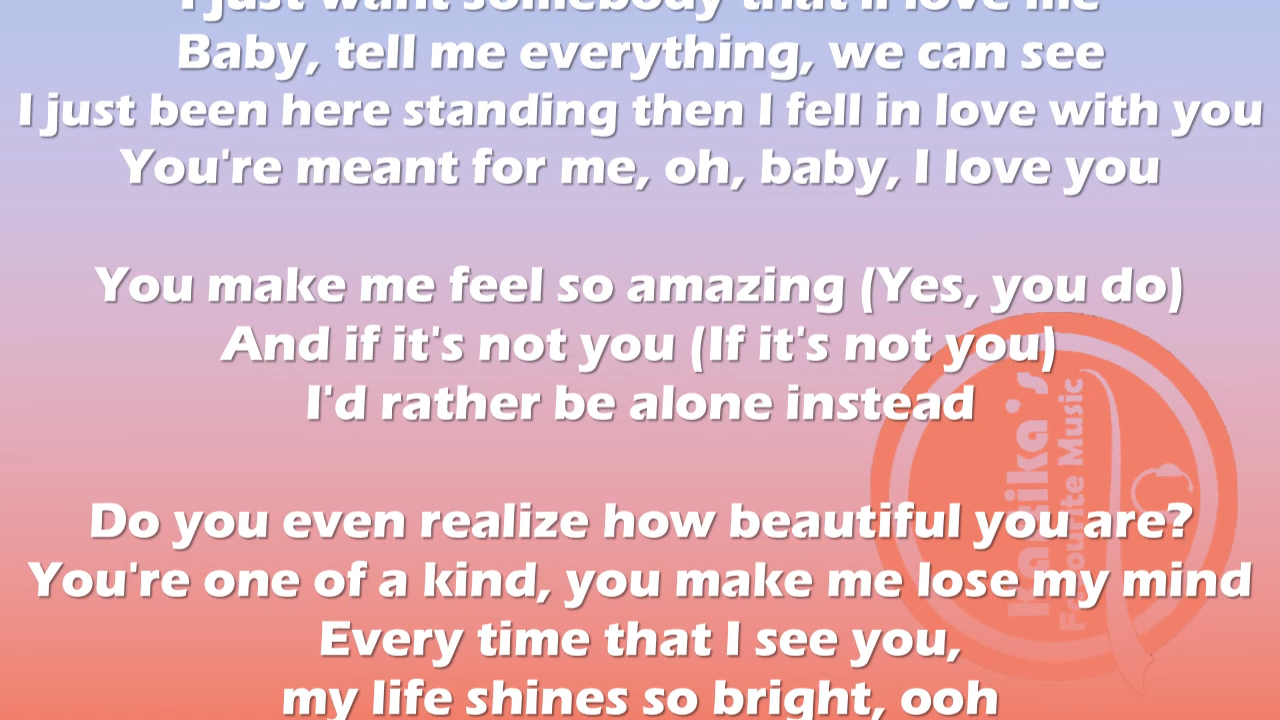 I just want somebody that'll love me
Baby, tell me everything, we can see
I just been here standing then I fell in love with you
You're meant for me, oh, baby, I love you
You make me feel so amazing (Yes, you do)
And if it's not you (If it's not you)
I'd rather be alone instead
Do you even realize how beautiful you are?
You're one of a kind, you make me lose my mind
Every time that I see you,
my life shines so bright, ooh
Favourite Music